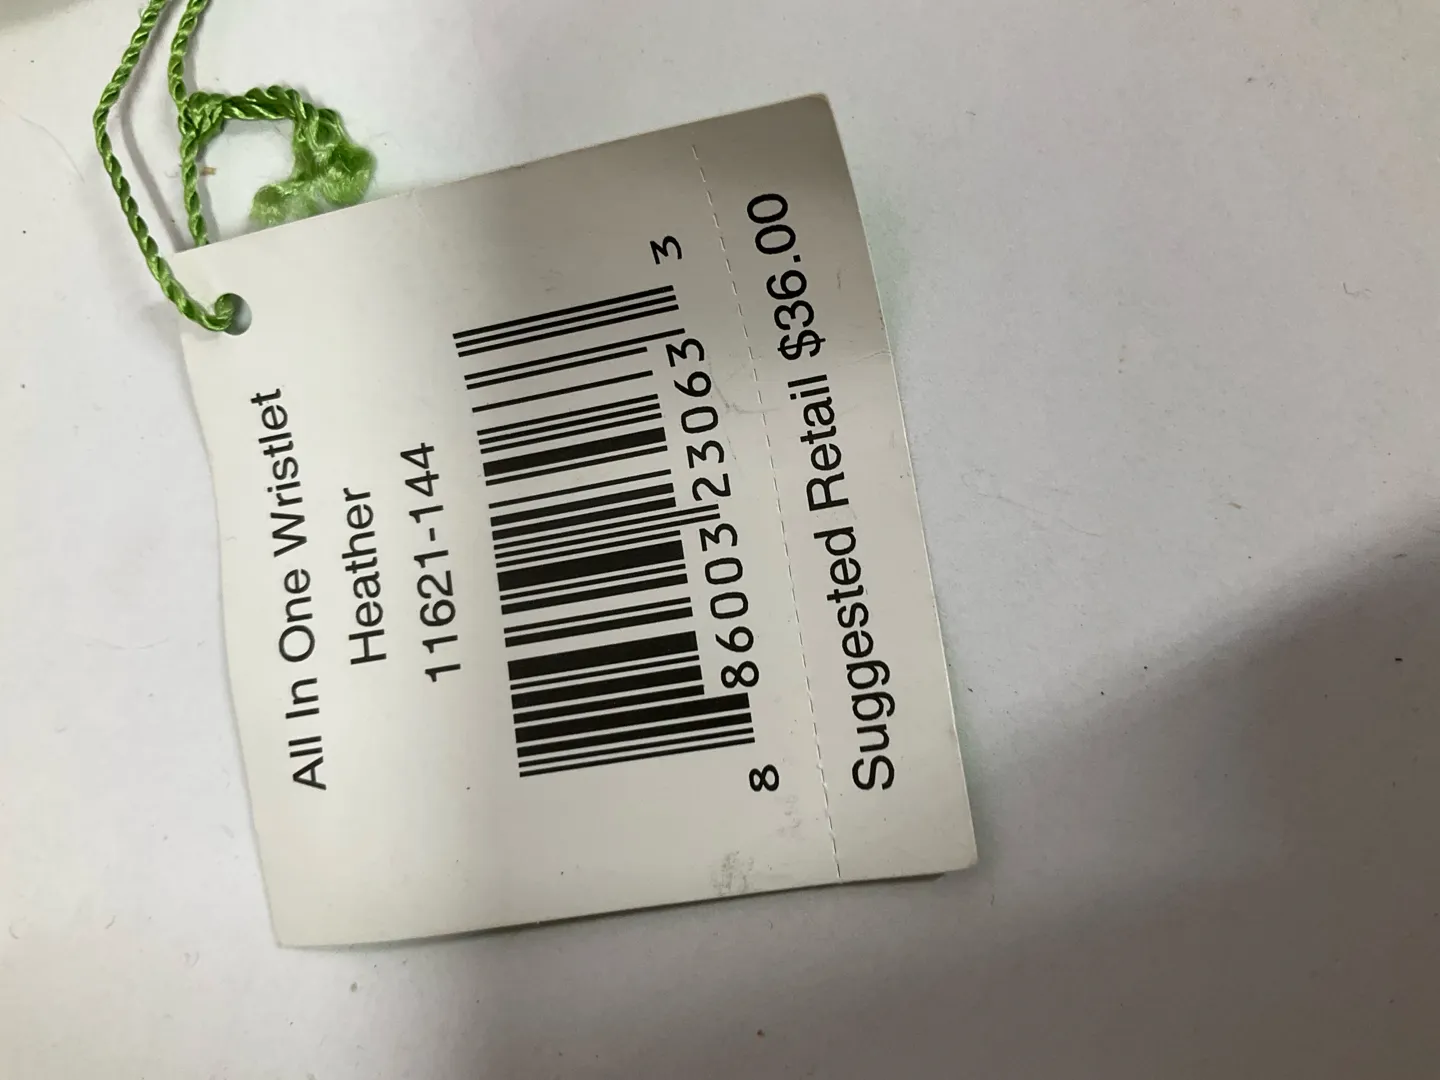 All In One Wristlet
Heather
11621-144
8 86003 23063 3
Suggested Retail $36.00